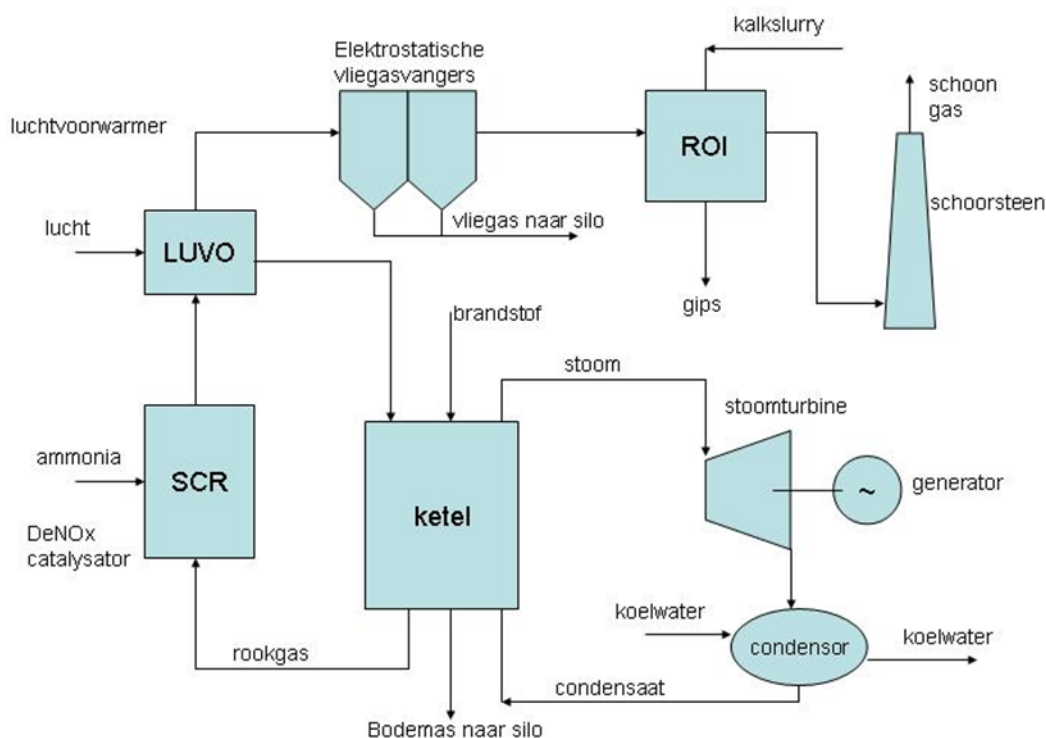 kalkslurry
Elektrostatische
vliegasvangers
schoon
gas
luchtvoorwarmer
ROI
schoorsteen
lucht
vliegas naar silo
LUVO
gips
brandstof
stoom
stoomturbine
ammonia
SCR
generator
~
ketel
DeNOx
catalysator
koelwater
koelwater
condensor
rookgas
condensaat
Bodemas naar silo